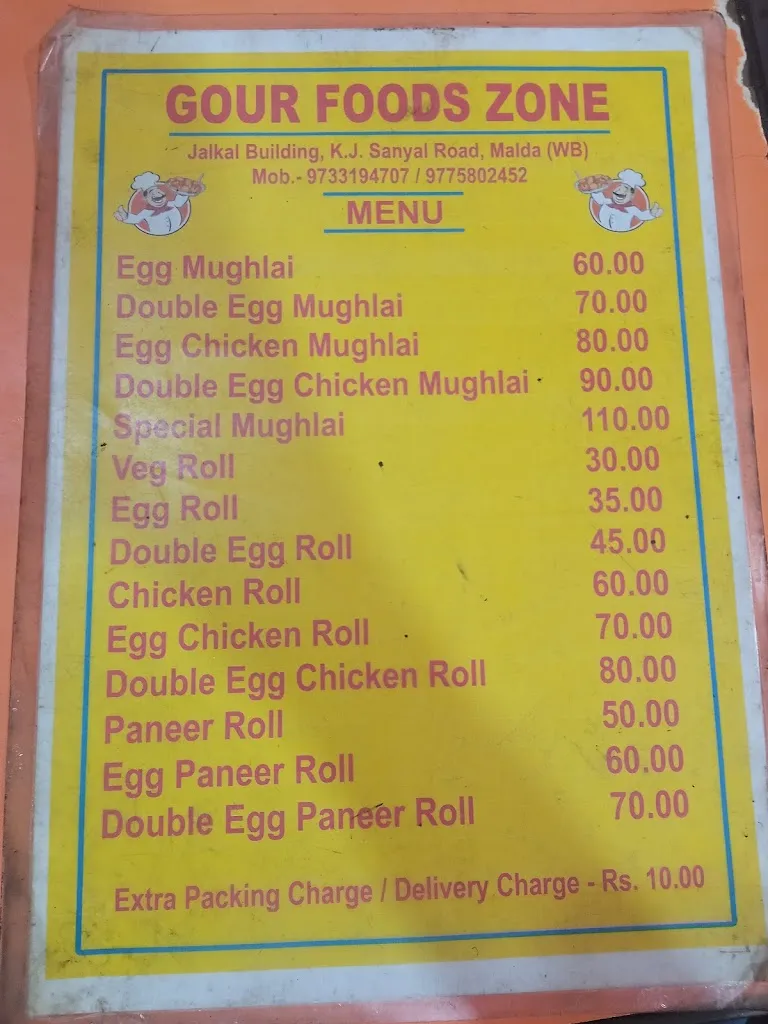 GOUR FOODS ZONE
Jalkal Building, K.J. Sanyal Road, Malda (WB)
Mob.- 9733194707 / 9775802452
MENU
Egg Mughlai 60.00
Double Egg Mughlai 70.00
Egg Chicken Mughlai 80.00
Double Egg Chicken Mughlai 90.00
Special Mughlai 110.00
Veg Roll 30.00
Egg Roll 35.00
Double Egg Roll 45.00
Chicken Roll 60.00
Egg Chicken Roll 70.00
Double Egg Chicken Roll 80.00
Paneer Roll 50.00
Egg Paneer Roll 60.00
Double Egg Paneer Roll 70.00
Extra Packing Charge / Delivery Charge - Rs. 10.00